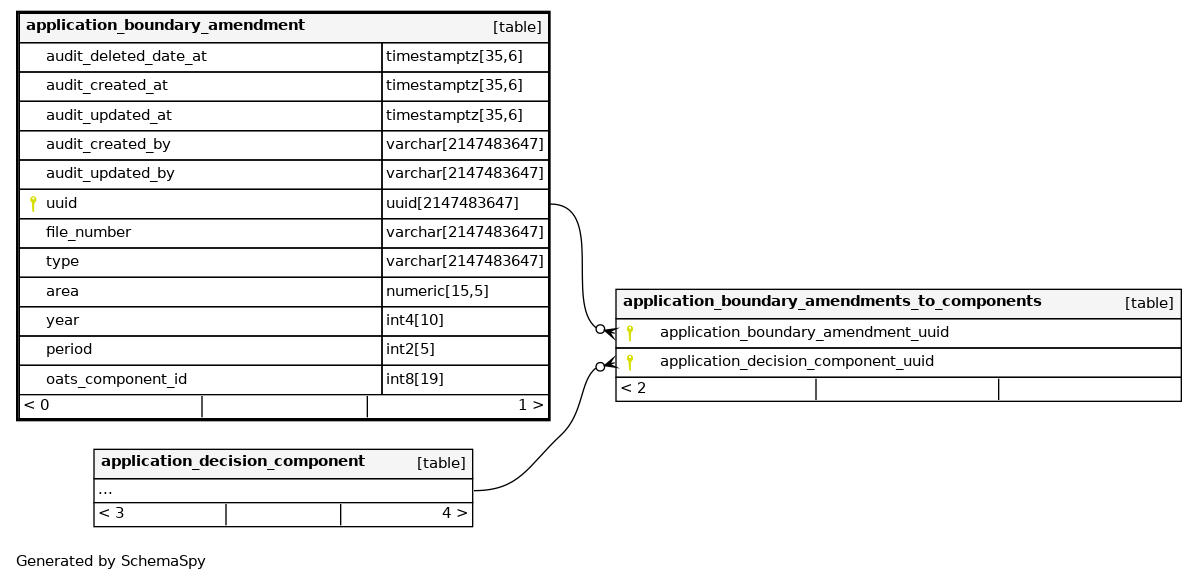 application_boundary_amendment [table]
audit_deleted_date_at timestamptz[35,6]
audit_created_at timestamptz[35,6]
audit_updated_at timestamptz[35,6]
audit_created_by varchar[2147483647]
audit_updated_by varchar[2147483647]
uuid uuid[2147483647]
file_number varchar[2147483647]
type varchar[2147483647]
area numeric[15,5]
year int4[10]
period int2[5]
oats_component_id int8[19]
< 0 1 >
application_boundary_amendments_to_components [table]
application_boundary_amendment_uuid
application_decision_component_uuid
< 2
application_decision_component [table]
...
< 3 4 >
Generated by SchemaSpy